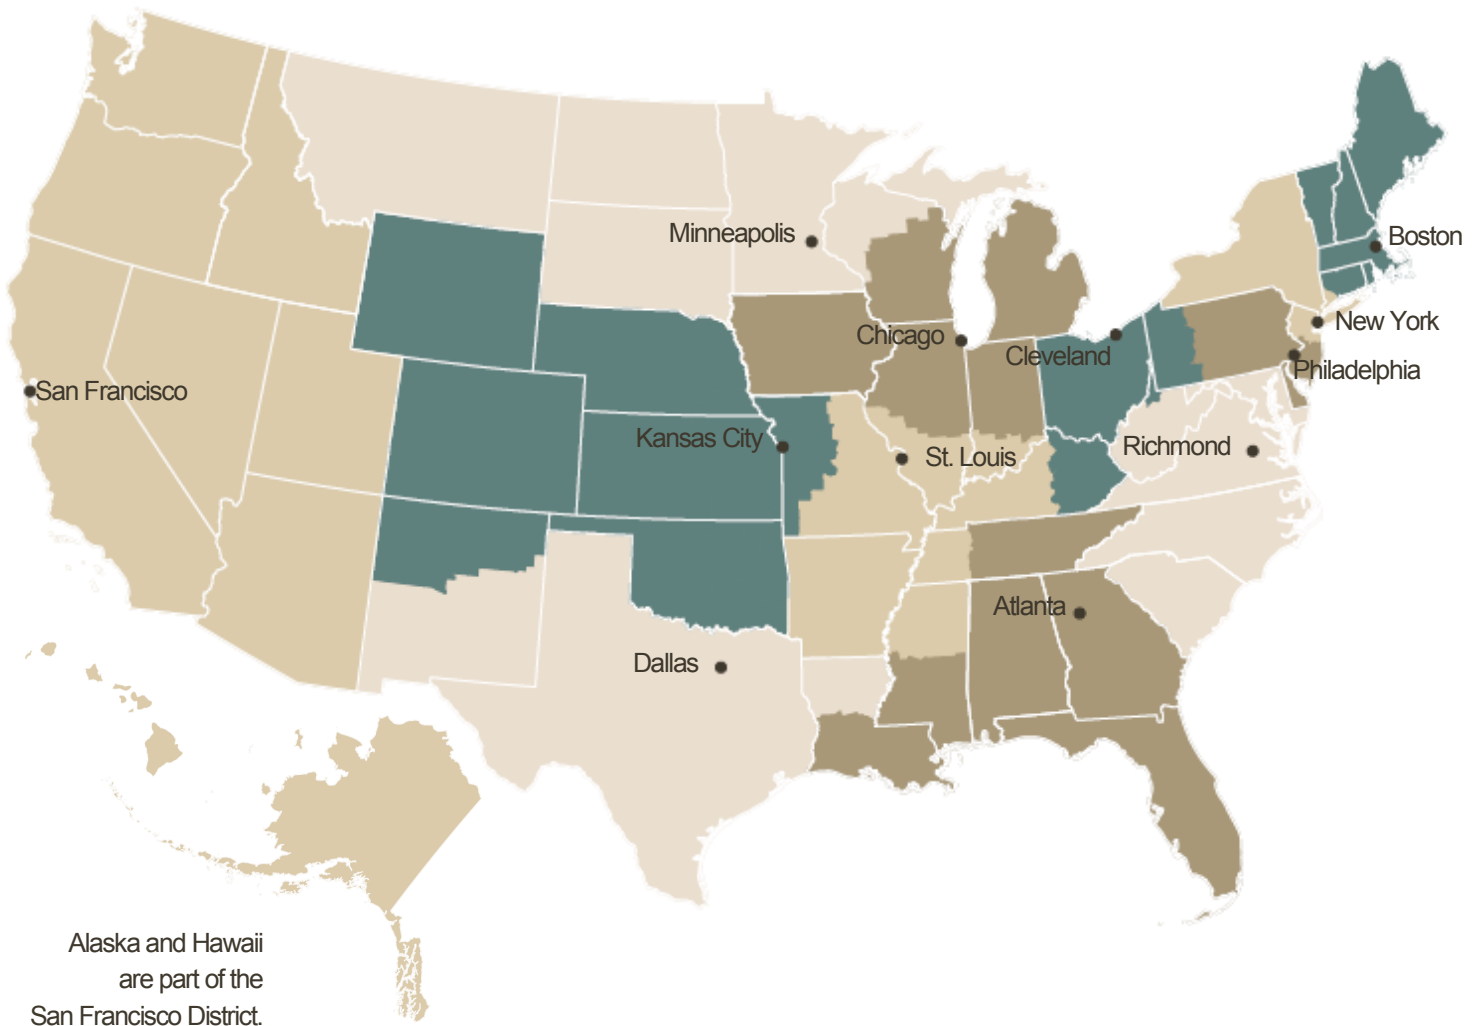 Minneapolis
Boston
New York
Chicago
Cleveland
Philadelphia
San Francisco
Kansas City
St. Louis
Richmond
Atlanta
Dallas
Alaska and Hawaii
are part of the
San Francisco District.